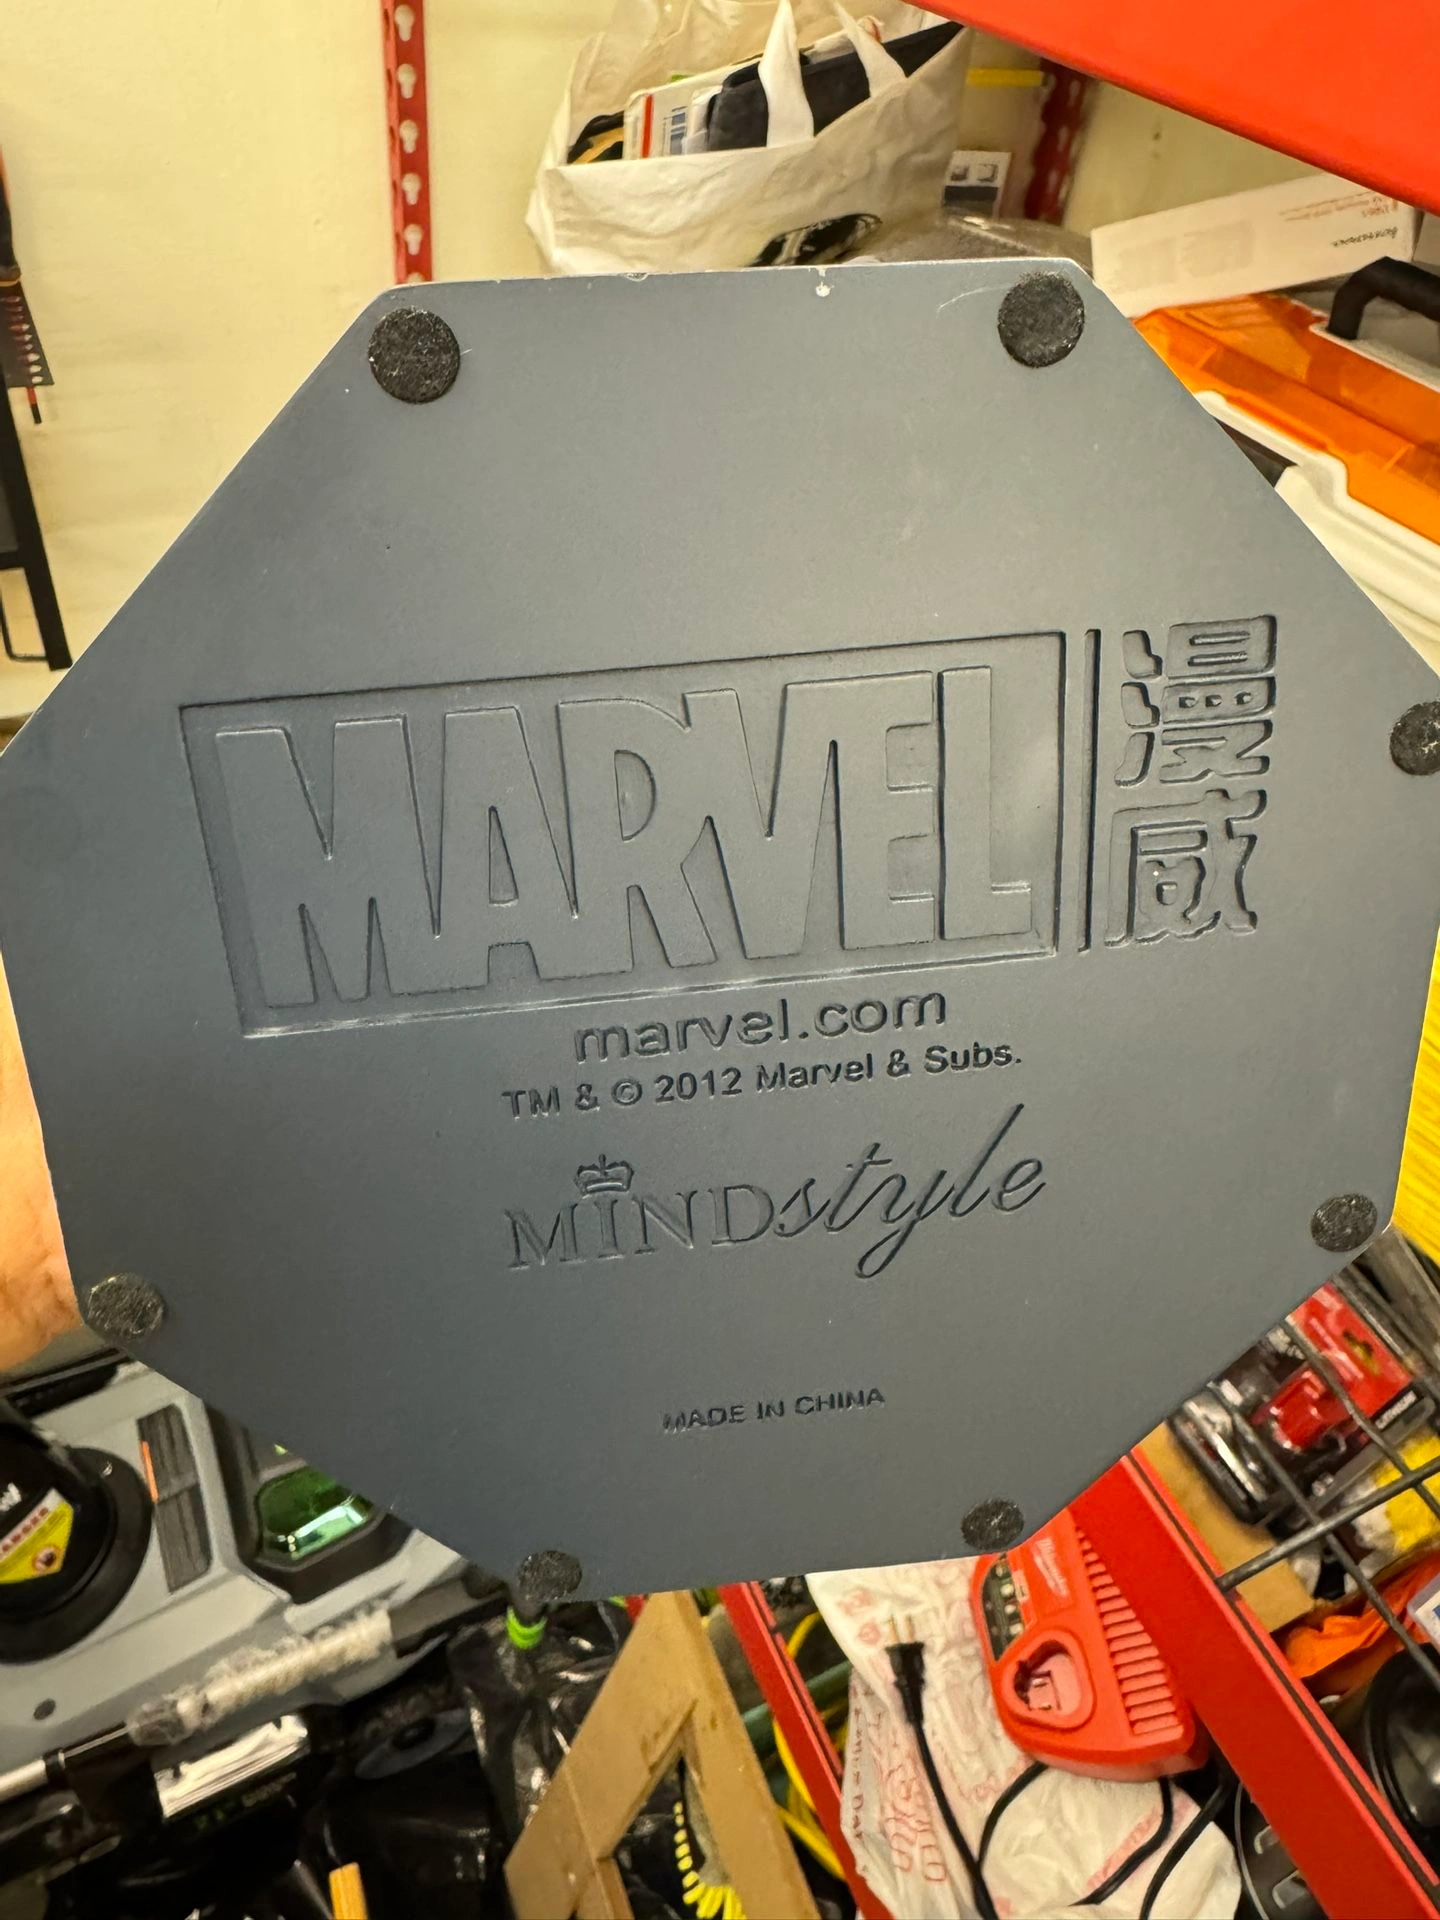 MARVEL
漫威
marvel.com
TM & © 2012 Marvel & Subs.
MINDstyle
MADE IN CHINA